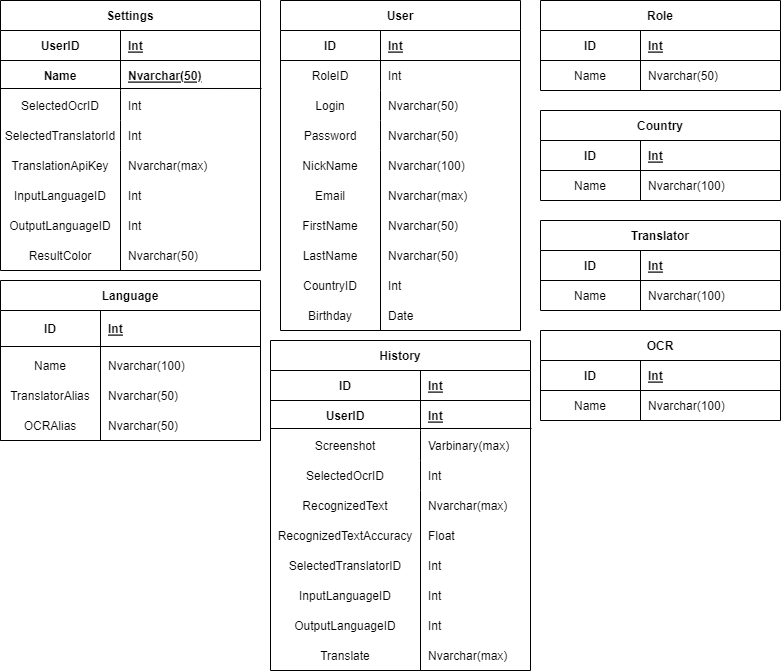 Settings
UserID Int
Name Nvarchar(50)
SelectedOcrID Int
SelectedTranslatorId Int
TranslationApiKey Nvarchar(max)
InputLanguageID Int
OutputLanguageID Int
ResultColor Nvarchar(50)
Language
ID Int
Name Nvarchar(100)
TranslatorAlias Nvarchar(50)
OCRAlias Nvarchar(50)
User
ID Int
RoleID Int
Login Nvarchar(50)
Password Nvarchar(50)
NickName Nvarchar(100)
Email Nvarchar(max)
FirstName Nvarchar(50)
LastName Nvarchar(50)
CountryID Int
Birthday Date
History
ID Int
UserID Int
Screenshot Varbinary(max)
SelectedOcrID Int
RecognizedText Nvarchar(max)
RecognizedTextAccuracy Float
SelectedTranslatorID Int
InputLanguageID Int
OutputLanguageID Int
Translate Nvarchar(max)
Role
ID Int
Name Nvarchar(50)
Country
ID Int
Name Nvarchar(100)
Translator
ID Int
Name Nvarchar(100)
OCR
ID Int
Name Nvarchar(100)